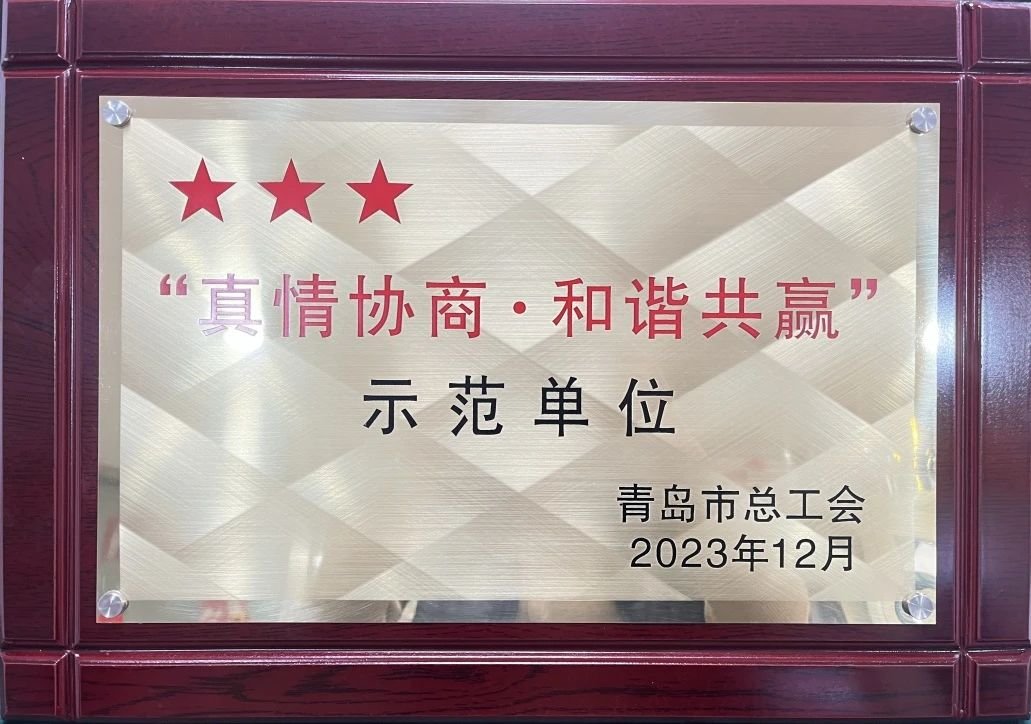 “真情协商·和谐共赢”
示范单位
青岛市总工会
2023年12月